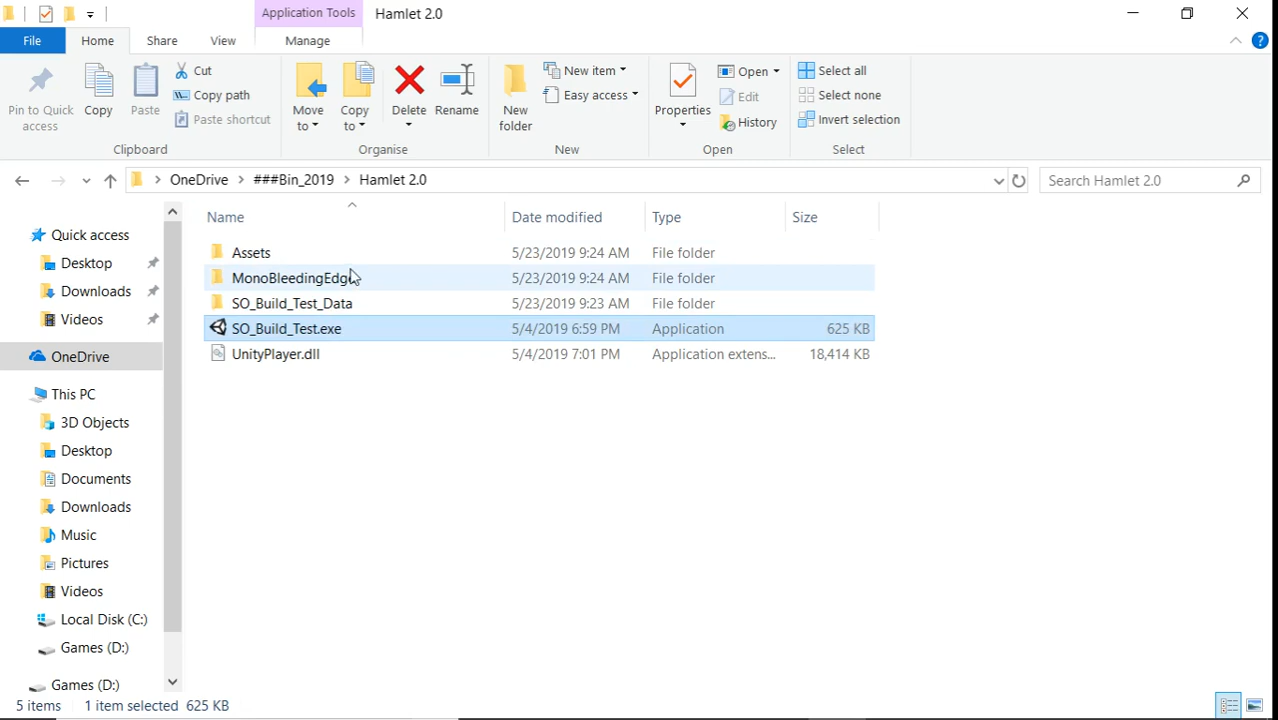 Application Tools
Hamlet 2.0
File
Home
Share
View
Manage
Pin to Quick
access
Copy
Paste
Cut
Copy path
Paste shortcut
Clipboard
Move
to
Copy
to
Delete
Rename
Organise
New
folder
New item
Easy access
New
Properties
Open
Edit
History
Open
Select all
Select none
Invert selection
Select
OneDrive
###Bin_2019
Hamlet 2.0
Search Hamlet 2.0
Quick access
Desktop
Downloads
Videos
OneDrive
This PC
3D Objects
Desktop
Documents
Downloads
Music
Pictures
Videos
Local Disk (C:)
Games (D:)
Games (D:)
Name Date modified Type Size
Assets 5/23/2019 9:24 AM File folder
MonoBleedingEdge 5/23/2019 9:24 AM File folder
SO_Build_Test_Data 5/23/2019 9:23 AM File folder
SO_Build_Test.exe 5/4/2019 6:59 PM Application 625 KB
UnityPlayer.dll 5/4/2019 7:01 PM Application extens... 18,414 KB
5 items 1 item selected 625 KB